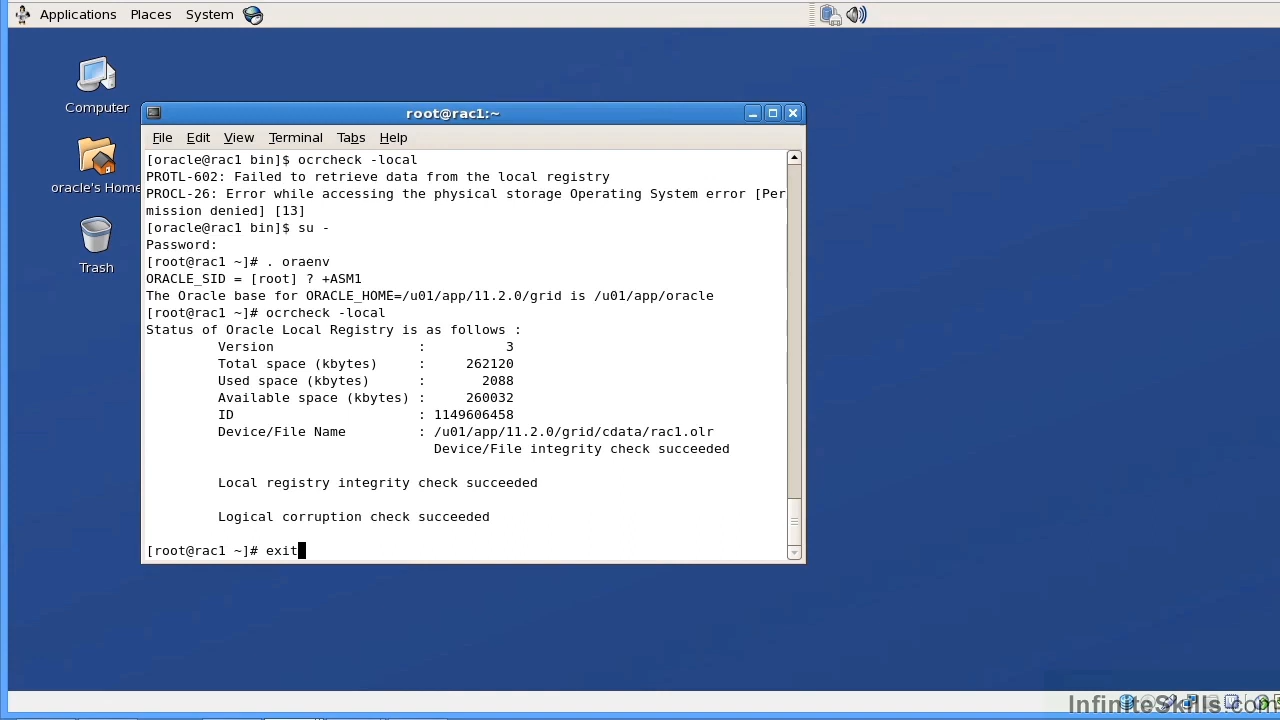 Applications Places System
Computer
oracle's Home
Trash
root@rac1:~
File Edit View Terminal Tabs Help
[oracle@rac1 bin]$ ocrcheck -local
PROTL-602: Failed to retrieve data from the local registry
PROCL-26: Error while accessing the physical storage Operating System error [Per
mission denied] [13]
[oracle@rac1 bin]$ su -
Password:
[root@rac1 ~]# . oraenv
ORACLE_SID = [root] ? +ASM1
The Oracle base for ORACLE_HOME=/u01/app/11.2.0/grid is /u01/app/oracle
[root@rac1 ~]# ocrcheck -local
Status of Oracle Local Registry is as follows :
Version : 3
Total space (kbytes) : 262120
Used space (kbytes) : 2088
Available space (kbytes) : 260032
ID : 1149606458
Device/File Name : /u01/app/11.2.0/grid/cdata/rac1.olr
Device/File integrity check succeeded
Local registry integrity check succeeded
Logical corruption check succeeded
[root@rac1 ~]# exit
InfiniteSkills.com